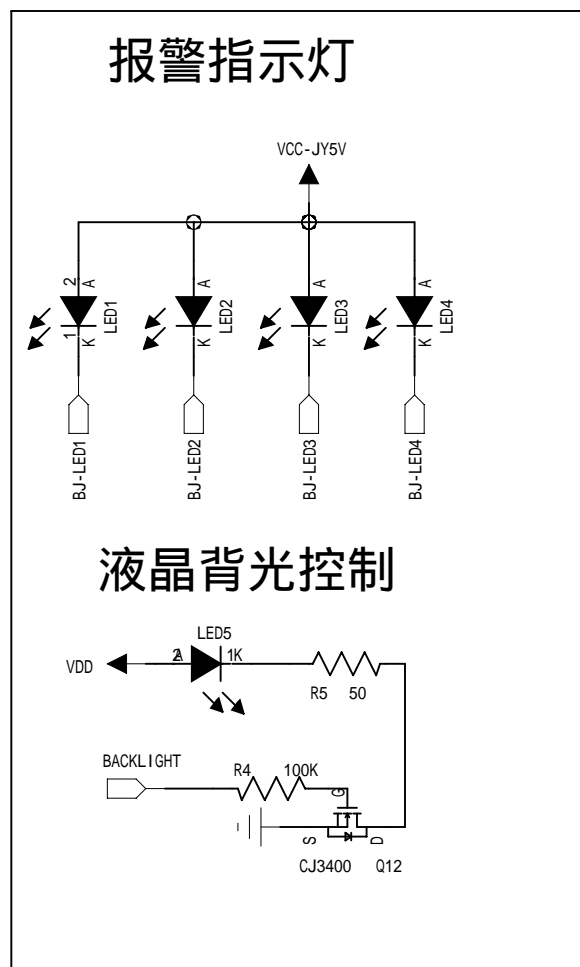 报警指示灯
VCC-JY5V
2 A A A A
LED1 LED2 LED3 LED4
1 K K K K
BJ-LED1 BJ-LED2 BJ-LED3 BJ-LED4
液晶背光控制
LED5
VDD 2A 1K
R5 50
BACKLIGHT R4 100K
G
S D
CJ3400 Q12